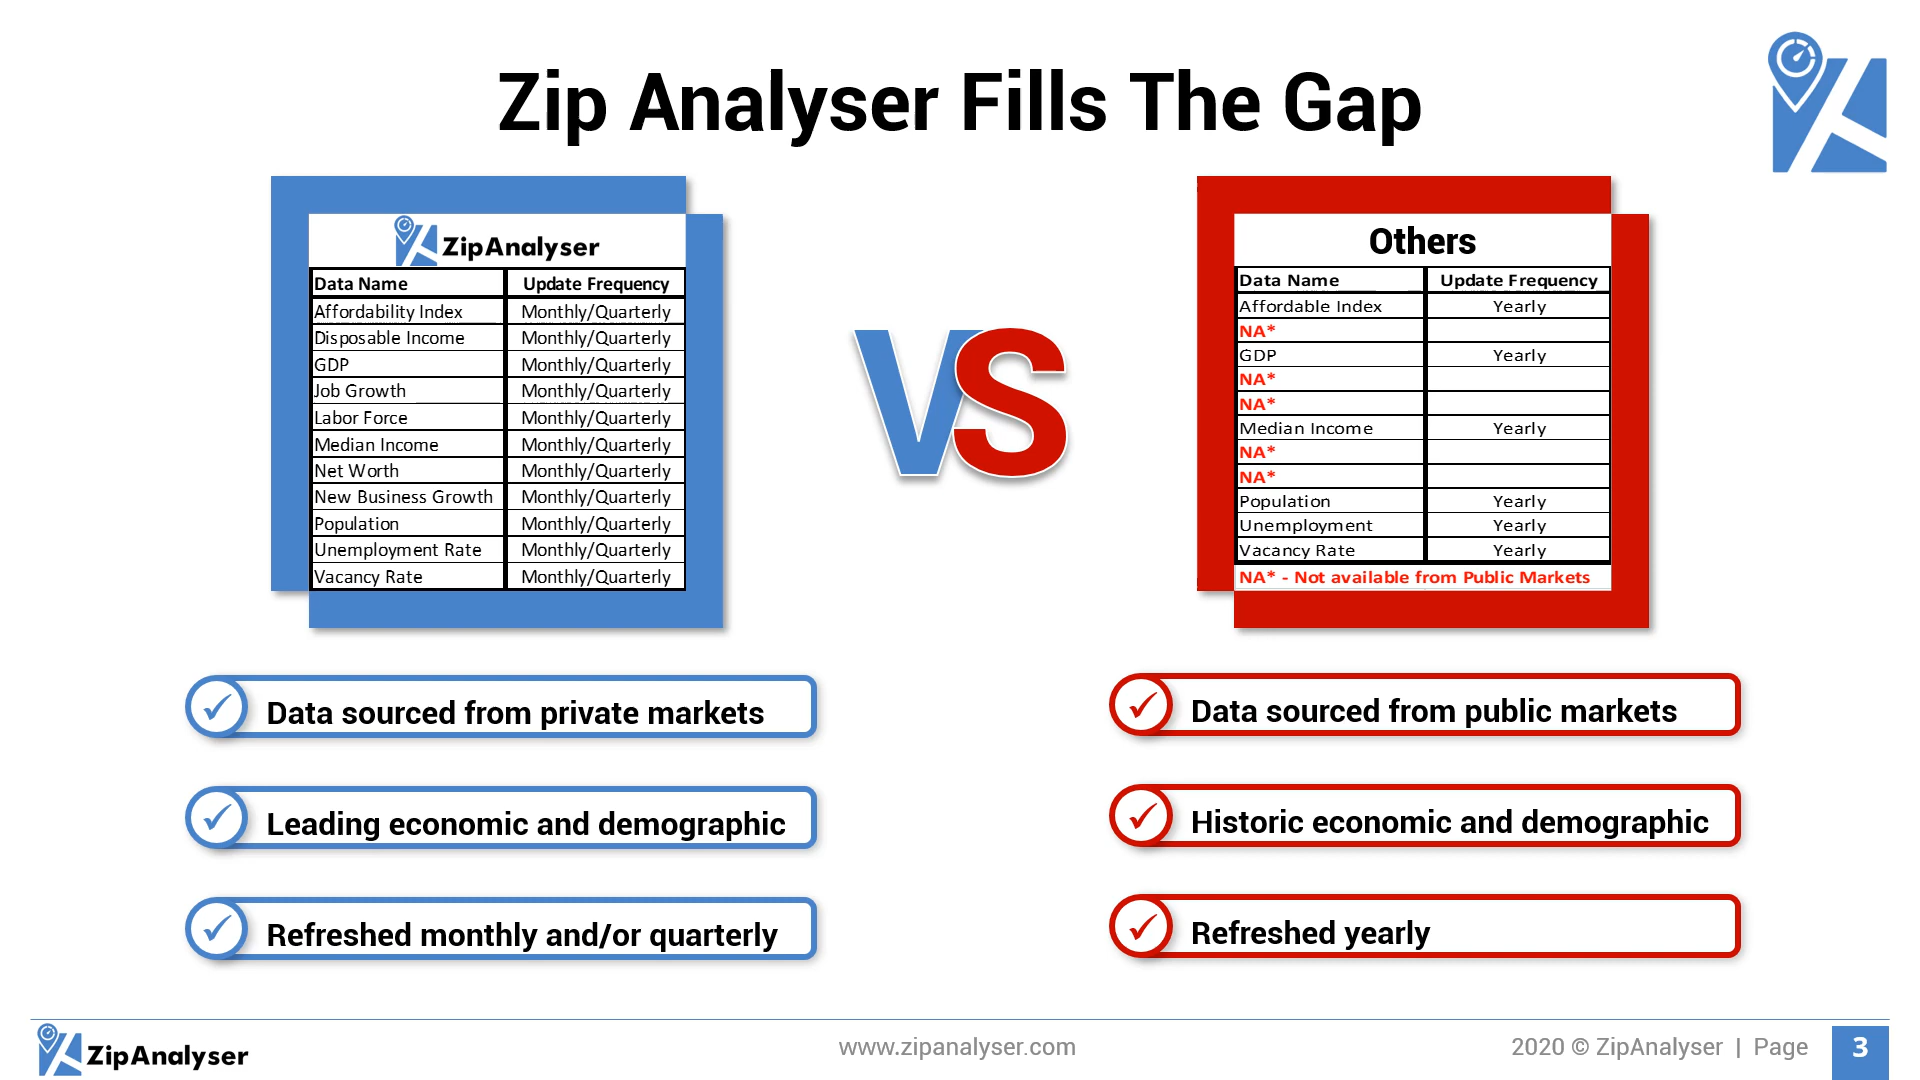 Zip Analyser Fills The Gap
ZipAnalyser
Data Name Update Frequency
Affordability Index Monthly/Quarterly
Disposable Income Monthly/Quarterly
GDP Monthly/Quarterly
Job Growth Monthly/Quarterly
Labor Force Monthly/Quarterly
Median Income Monthly/Quarterly
Net Worth Monthly/Quarterly
New Business Growth Monthly/Quarterly
Population Monthly/Quarterly
Unemployment Rate Monthly/Quarterly
Vacancy Rate Monthly/Quarterly
VS
Others
Data Name Update Frequency
Affordable Index Yearly
NA*
GDP Yearly
NA*
NA*
Median Income Yearly
NA*
NA*
Population Yearly
Unemployment Yearly
Vacancy Rate Yearly
NA* - Not available from Public Markets
Data sourced from private markets
Leading economic and demographic
Refreshed monthly and/or quarterly
Data sourced from public markets
Historic economic and demographic
Refreshed yearly
ZipAnalyser
www.zipanalyser.com
2020 © ZipAnalyser | Page 3